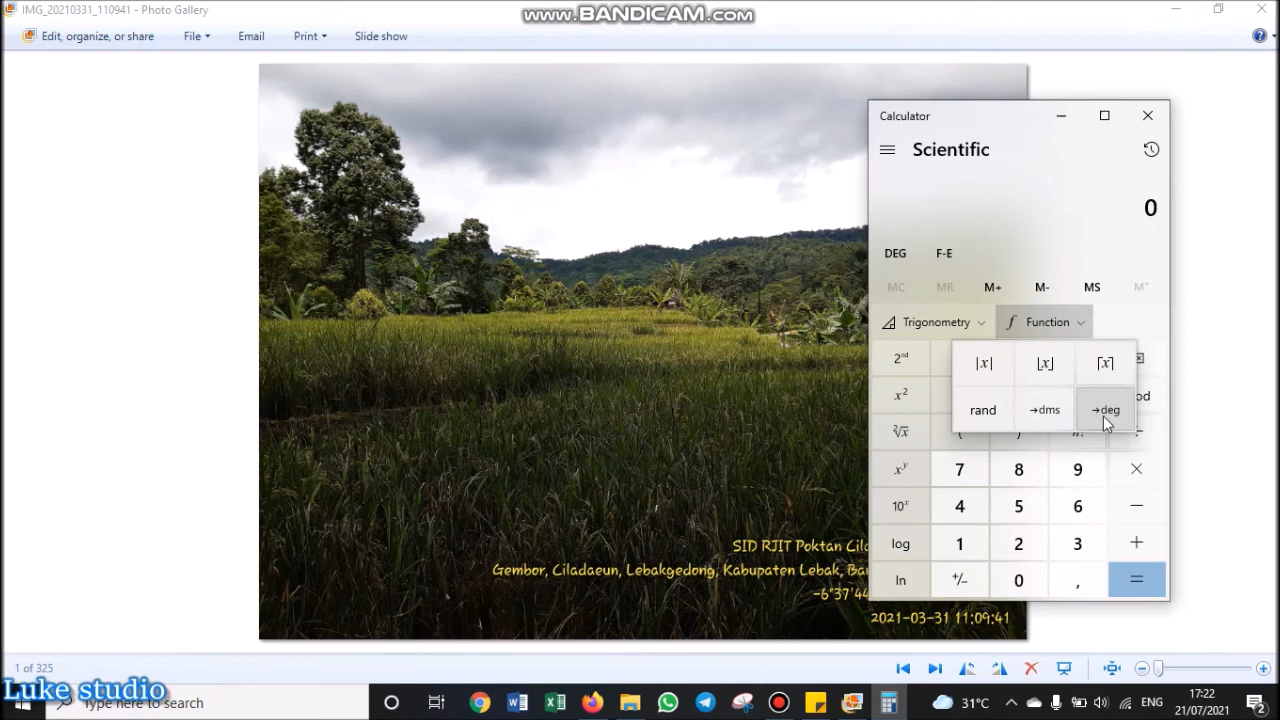 IMG_20210331_110941 - Photo Gallery
www.BANDICAM.com
Edit, organize, or share
File
Email
Print
Slide show
Calculator
Scientific
0
DEG
F-E
MC
MR
M+
M-
MS
M˅
Trigonometry
Function
2ⁿᵈ
|x|
⌊x⌋
⌈x⌉
x²
rand
→dms
→deg
od
²√x
(
)
n!
÷
xʸ
7
8
9
×
10ˣ
4
5
6
−
log
1
2
3
+
ln
+/−
0
,
=
SID RJIT Poktan Cila
Gembor, Ciladaeun, Lebakgedong, Kabupaten Lebak, Ba
-6°37'44
2021-03-31 11:09:41
1 of 325
Luke studio
Type here to search
31°C
ENG
17:22
21/07/2021
2